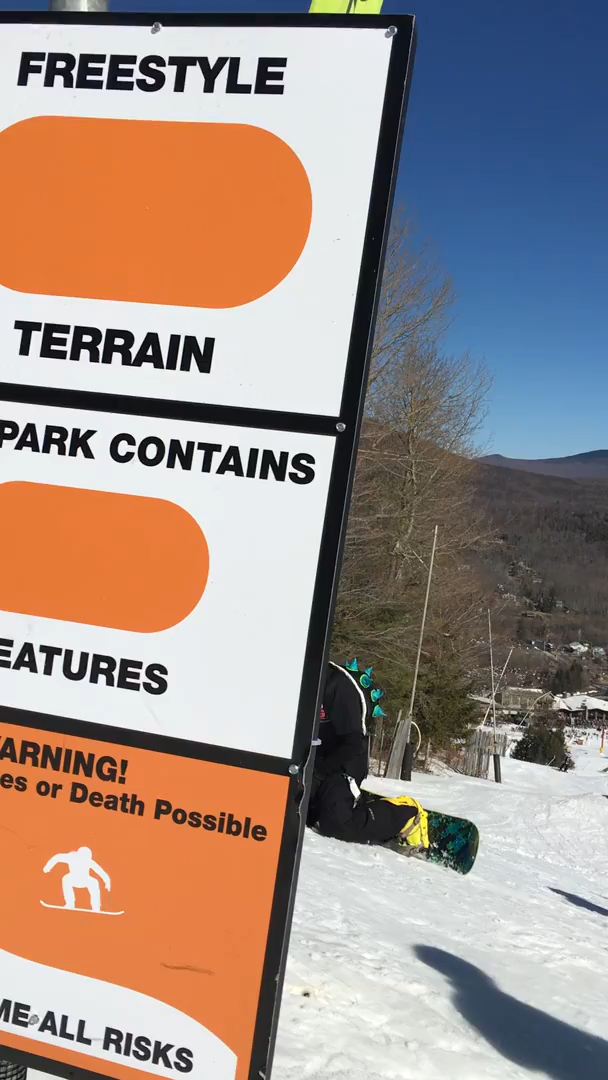 FREESTYLE
TERRAIN
PARK CONTAINS
EATURES
ARNING!
es or Death Possible
ME ALL RISKS